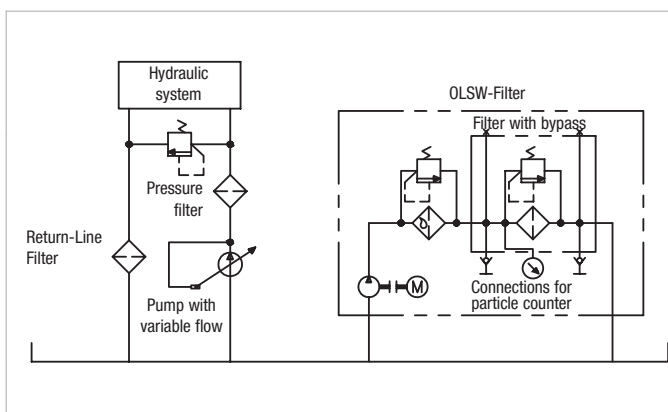 Hydraulic
system
OLSW-Filter
Filter with bypass
Pressure
filter
Return-Line
Filter
Pump with
variable flow
M
Connections for
particle counter